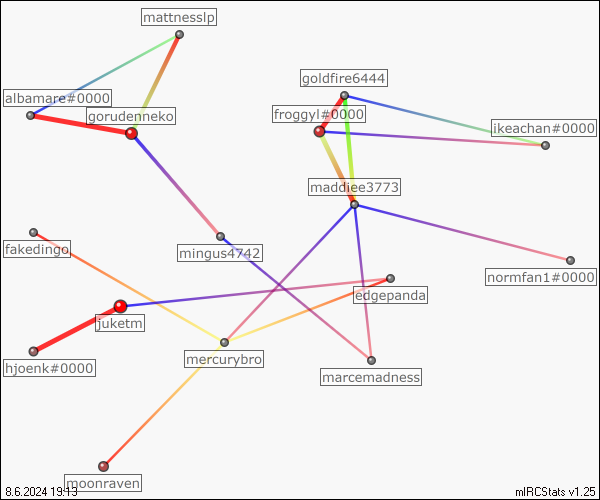 mattnesslp
goldfire6444
albamare#0000
gorudenneko
froggyl#0000
ikeachan#0000
maddiee3773
fakedingo
mingus4742
normfan1#0000
edgepanda
juketm
hjoenk#0000
mercurybro
marcemadness
moonraven
8.6.2024 19:13
mIRCStats v1.25